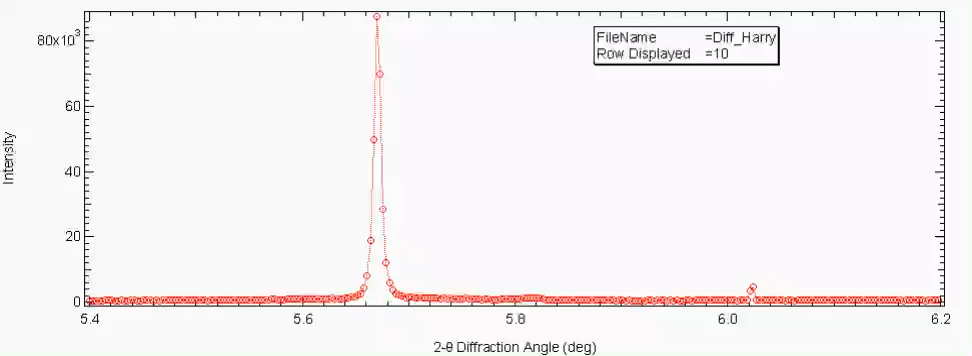 80x10³
60
40
20
0
Intensity
FileName =Diff_Harry
Row Displayed =10
5.4 5.6 5.8 6.0 6.2
2-θ Diffraction Angle (deg)